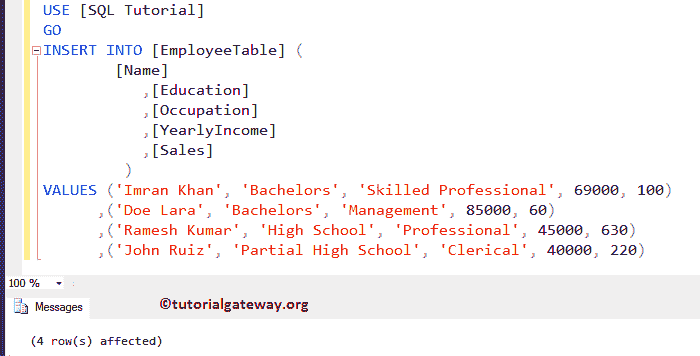 USE [SQL Tutorial]
GO
INSERT INTO [EmployeeTable] (
[Name]
,[Education]
,[Occupation]
,[YearlyIncome]
,[Sales]
)
VALUES ('Imran Khan', 'Bachelors', 'Skilled Professional', 69000, 100)
,('Doe Lara', 'Bachelors', 'Management', 85000, 60)
,('Ramesh Kumar', 'High School', 'Professional', 45000, 630)
,('John Ruiz', 'Partial High School', 'Clerical', 40000, 220)
100 %
Messages
©tutorialgateway.org
(4 row(s) affected)